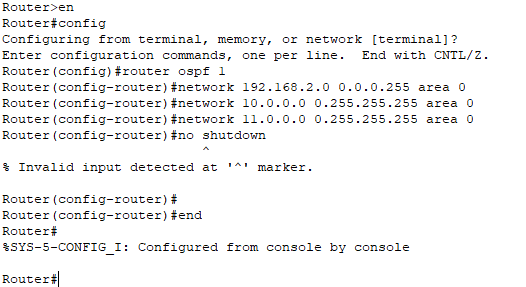 Router>en
Router#config
Configuring from terminal, memory, or network [terminal]?
Enter configuration commands, one per line.  End with CNTL/Z.
Router(config)#router ospf 1
Router(config-router)#network 192.168.2.0 0.0.0.255 area 0
Router(config-router)#network 10.0.0.0 0.255.255.255 area 0
Router(config-router)#network 11.0.0.0 0.255.255.255 area 0
Router(config-router)#no shutdown
                         ^
% Invalid input detected at '^' marker.
Router(config-router)#
Router(config-router)#end
Router#
%SYS-5-CONFIG_I: Configured from console by console
Router#